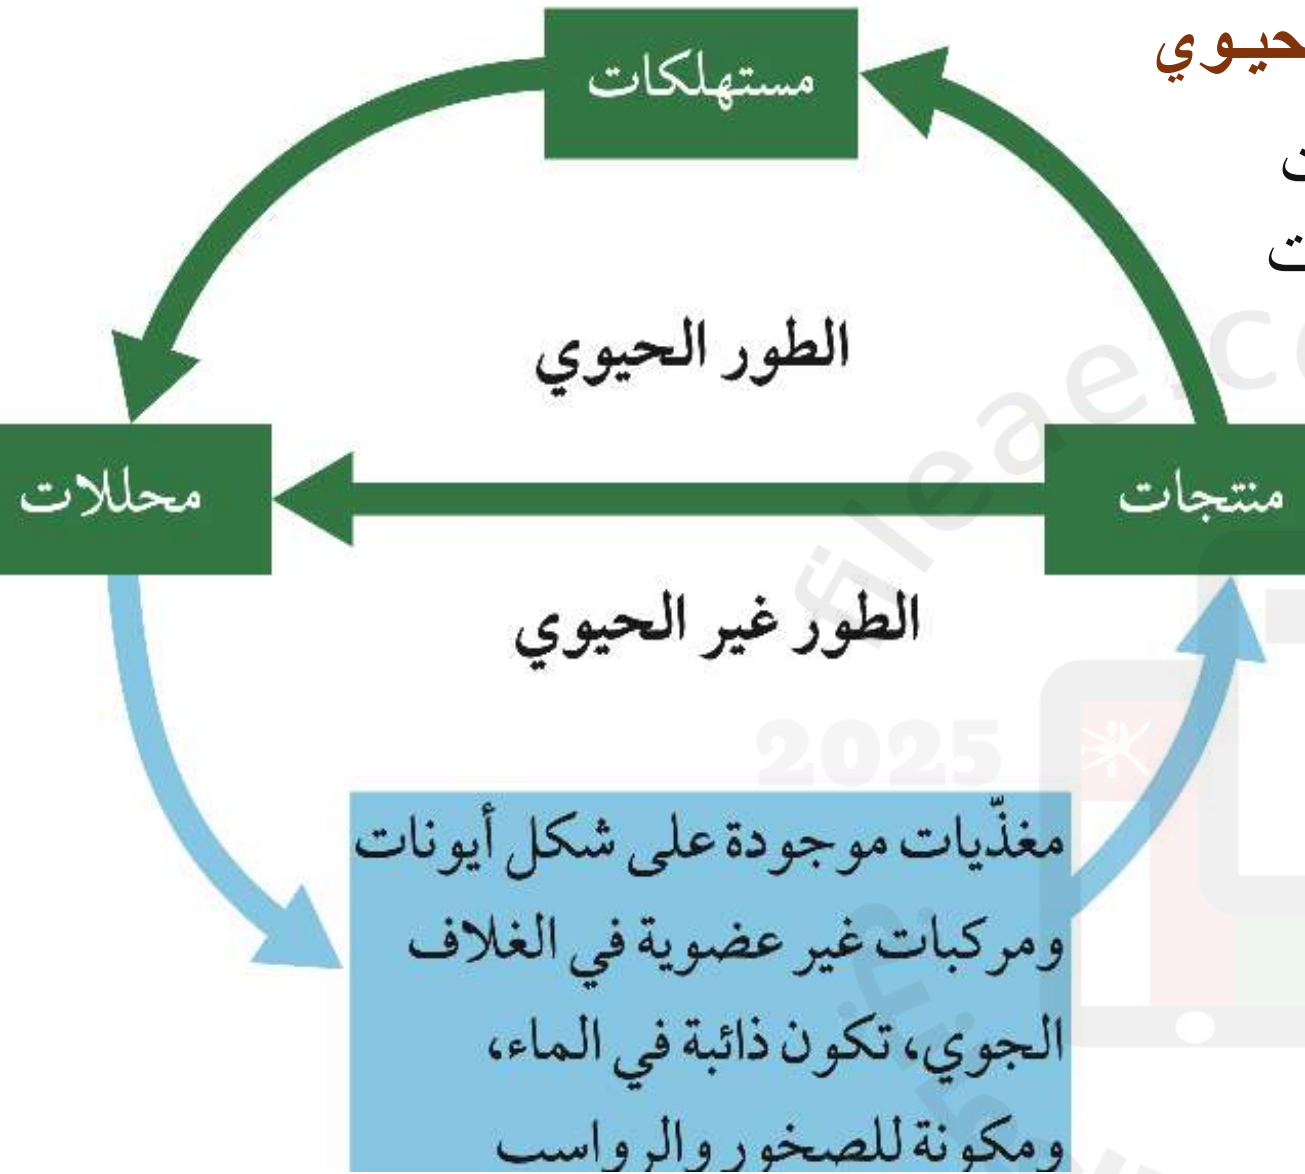 مستهلكات
الطور الحيوي
منتجات
محللات
الطور غير الحيوي
2025
مغذّيات موجودة على شكل أيونات
ومركبات غير عضوية في الغلاف
الجوي، تكون ذائبة في الماء،
ومكونة للصخور والرواسب